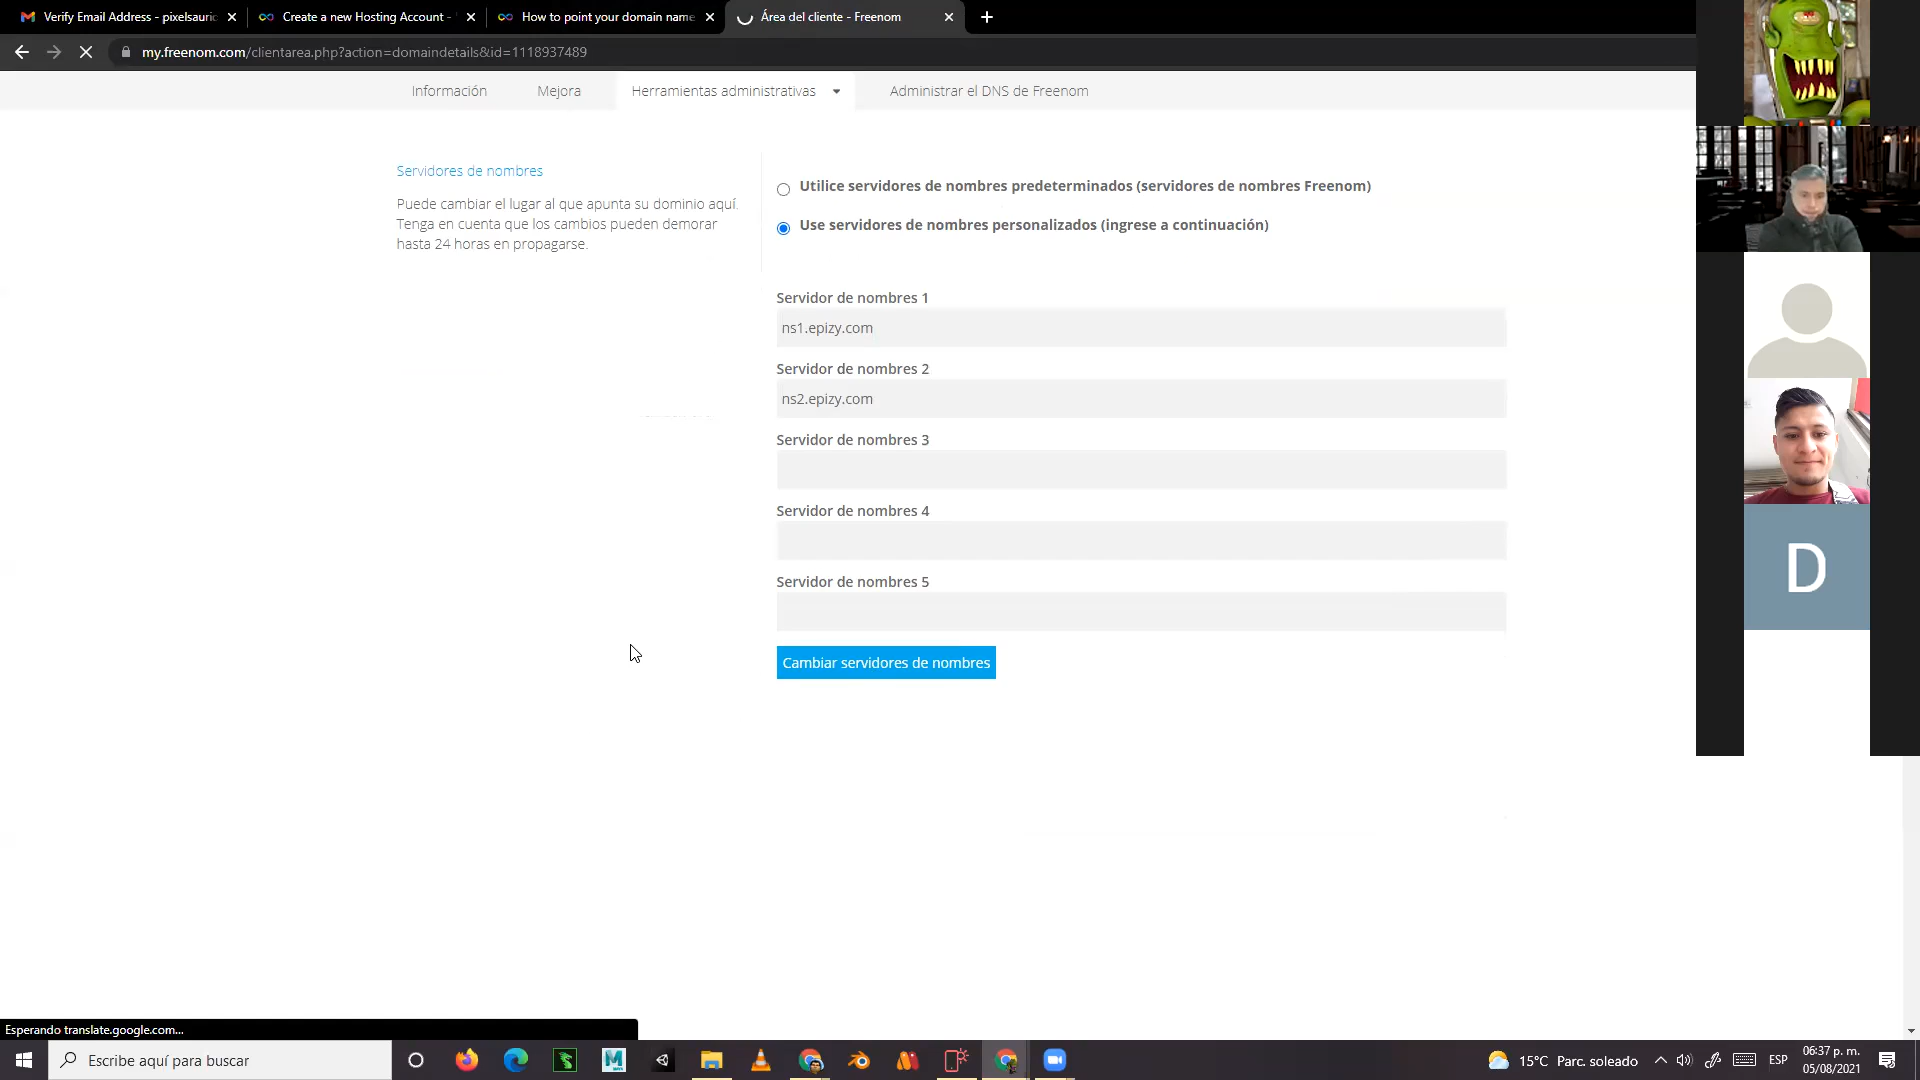 Verify Email Address - pixelsauric
Create a new Hosting Account -
How to point your domain name
Área del cliente - Freenom
my.freenom.com/clientarea.php?action=domaindetails&id=1118937489
Información
Mejora
Herramientas administrativas
Administrar el DNS de Freenom
Servidores de nombres
Puede cambiar el lugar al que apunta su dominio aquí.
Tenga en cuenta que los cambios pueden demorar
hasta 24 horas en propagarse.
Utilice servidores de nombres predeterminados (servidores de nombres Freenom)
Use servidores de nombres personalizados (ingrese a continuación)
Servidor de nombres 1
ns1.epizy.com
Servidor de nombres 2
ns2.epizy.com
Servidor de nombres 3
Servidor de nombres 4
Servidor de nombres 5
Cambiar servidores de nombres
D
Esperando translate.google.com...
Escribe aquí para buscar
15°C Parc. soleado
ESP
06:37 p. m.
05/08/2021